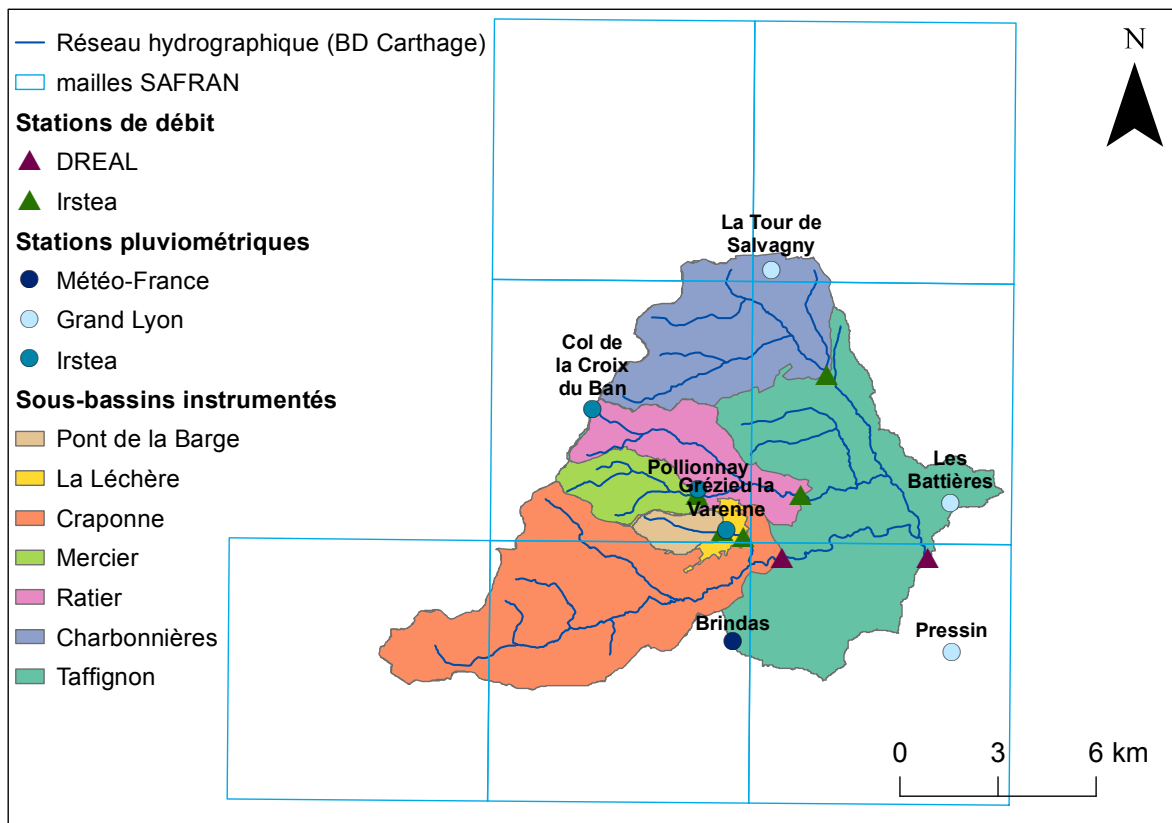 Réseau hydrographique (BD Carthage)
mailles SAFRAN
Stations de débit
DREAL
Irstea
Stations pluviométriques
Météo-France
Grand Lyon
Irstea
Sous-bassins instrumentés
Pont de la Barge
La Léchère
Craponne
Mercier
Ratier
Charbonnières
Taffignon
N
La Tour de
Salvagny
Col de
la Croix
du Ban
Pollionnay
Grézieu la
Varenne
Les
Battières
Brindas
Pressin
0 3 6 km